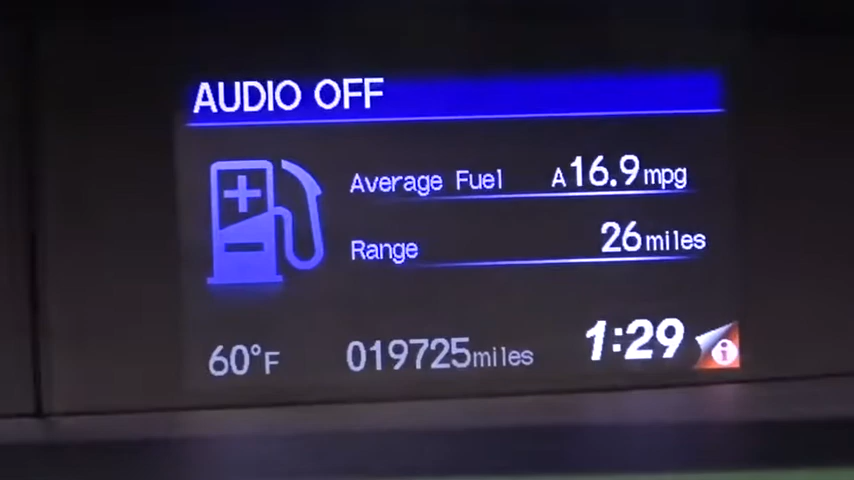 AUDIO OFF
Average Fuel A16.9mpg
Range 26miles
60°F 019725miles 1:29 i